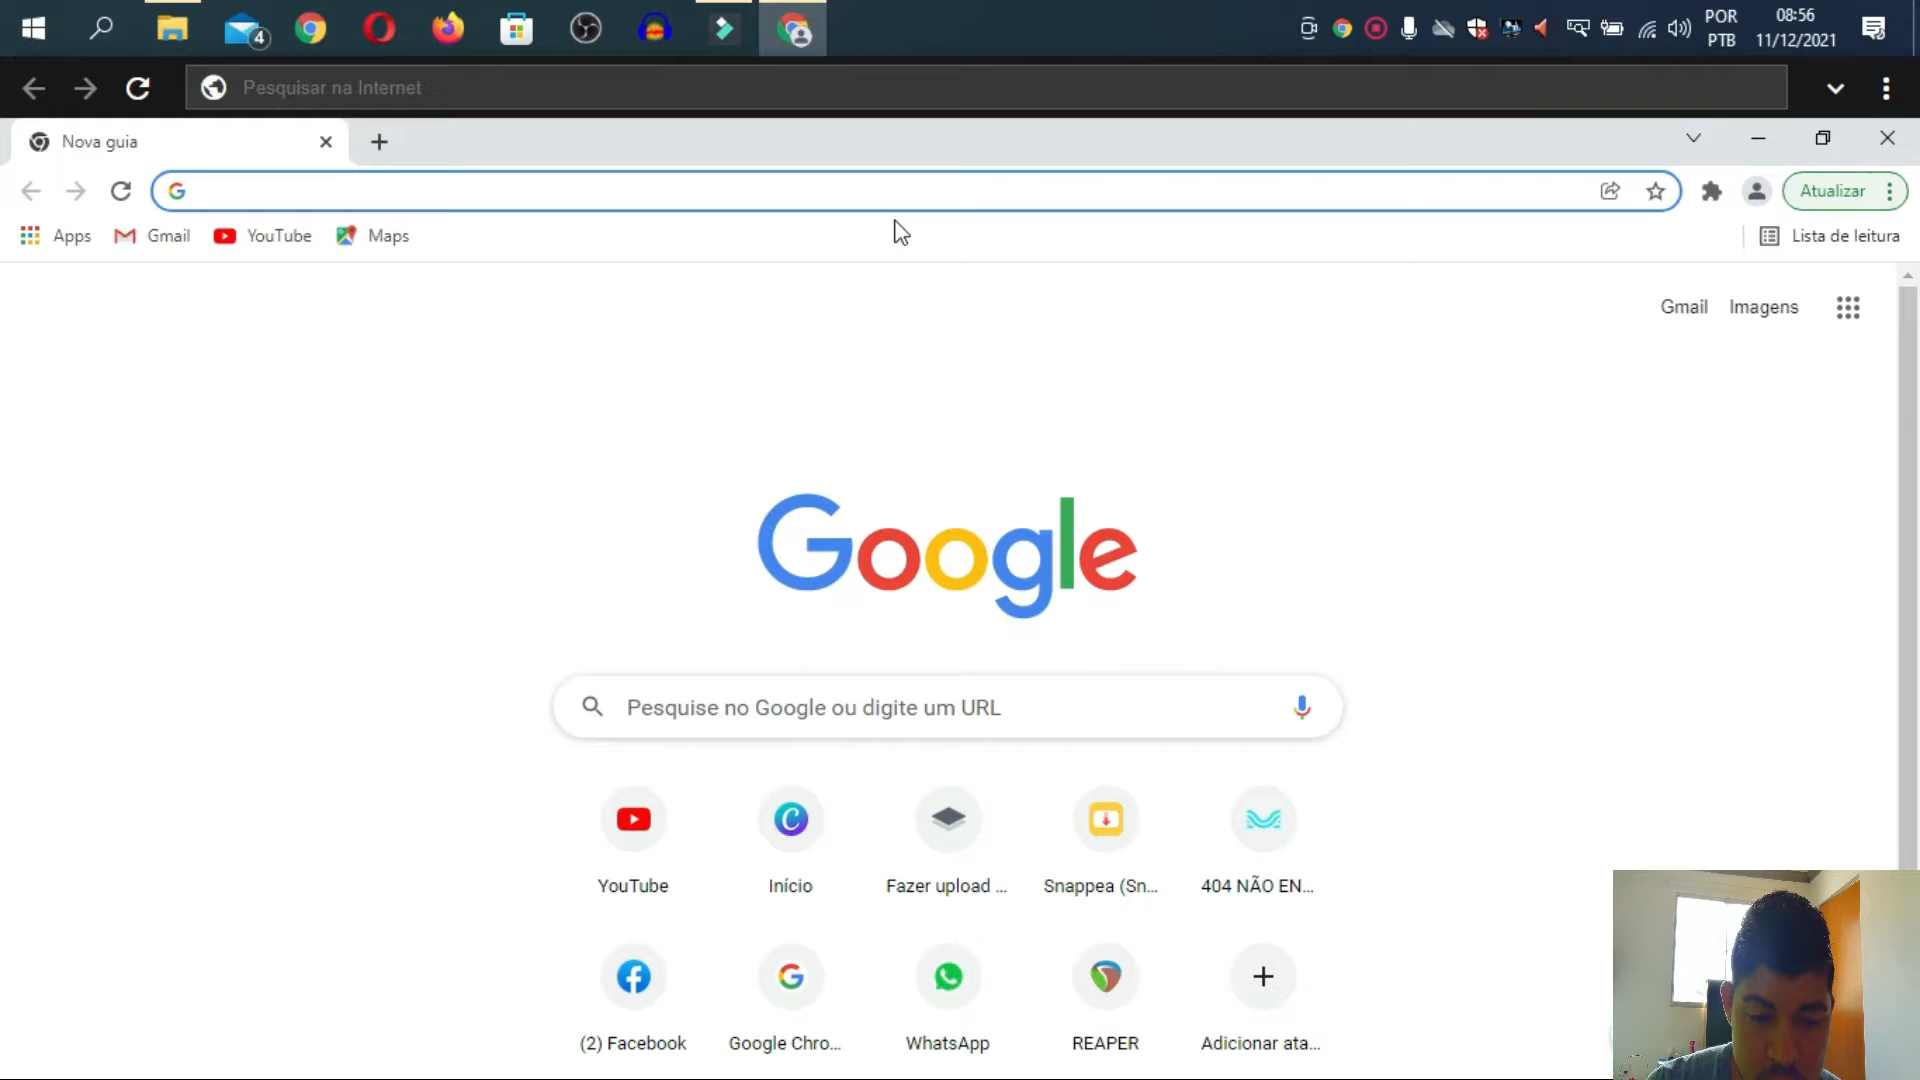 4
POR
PTB
08:56
11/12/2021
Pesquisar na Internet
Nova guia
Atualizar
Apps Gmail YouTube Maps Lista de leitura
Gmail Imagens
Google
Pesquise no Google ou digite um URL
YouTube Início Fazer upload ... Snappea (Sn... 404 NÃO EN...
(2) Facebook Google Chro... WhatsApp REAPER Adicionar ata...